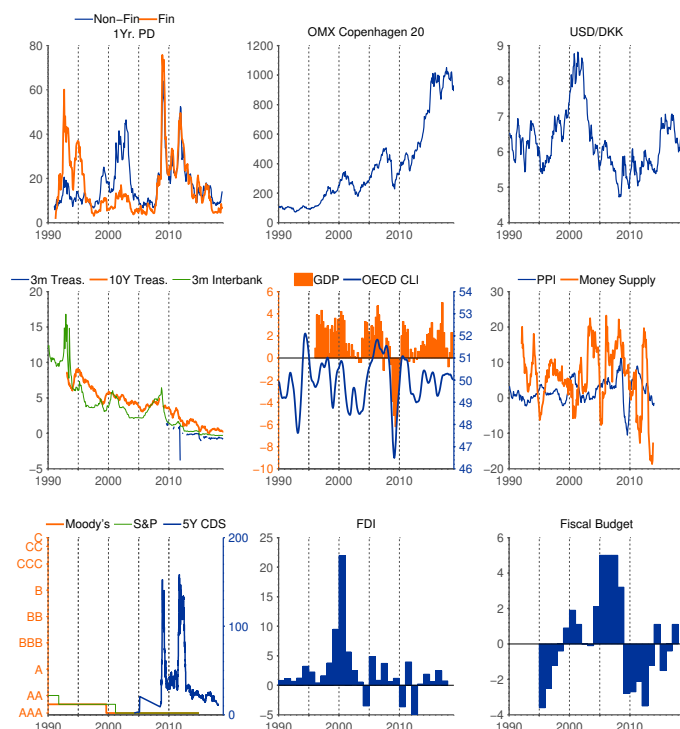 Non-Fin Fin
1Yr. PD
80
60
40
20
0
1990 2000 2010
OMX Copenhagen 20
1200
1000
800
600
400
200
0
1990 2000 2010
USD/DKK
9
8
7
6
5
4
1990 2000 2010
3m Treas. 10Y Treas. 3m Interbank
20
15
10
5
0
−5
1990 2000 2010
GDP OECD CLI
6 54
4 53
2 52
0 51
−2 50
−4 49
−6 48
−8 47
−10 46
1990 2000 2010
PPI Money Supply
30
20
10
0
−10
−20
1990 2000 2010
Moody's S&P 5Y CDS
C 200
CC
CCC
B
BB 100
BBB
A
AA
AAA 0
1990 2000 2010
FDI
25
20
15
10
5
0
−5
1990 2000 2010
Fiscal Budget
6
4
2
0
−2
−4
1990 2000 2010